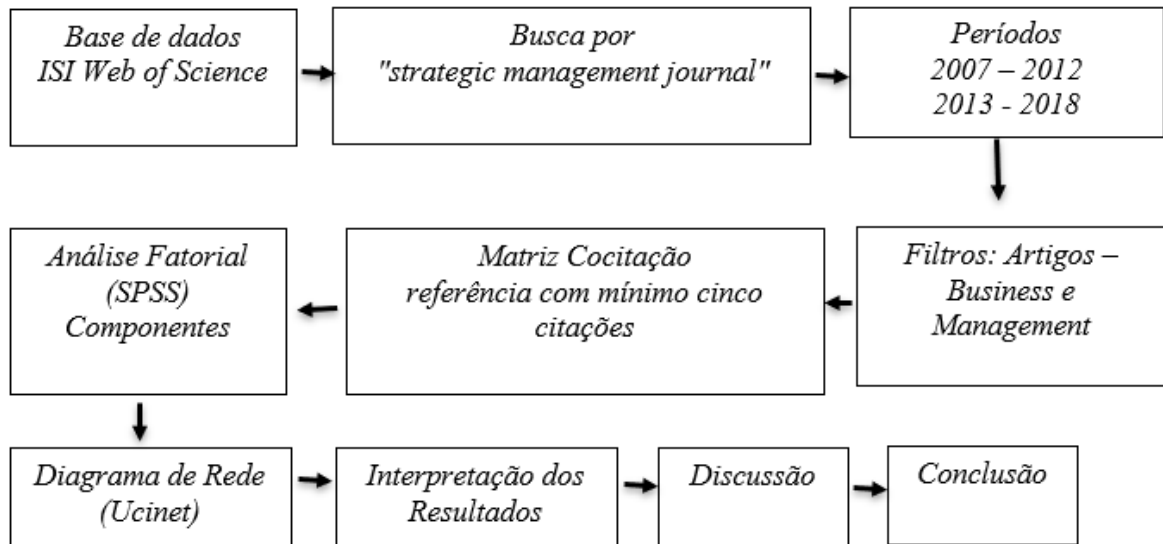 Base de dados
ISI Web of Science
Busca por
"strategic management journal"
Períodos
2007 – 2012
2013 - 2018
Filtros: Artigos –
Business e
Management
Matriz Cocitação
referência com mínimo cinco
citações
Análise Fatorial
(SPSS)
Componentes
Diagrama de Rede
(Ucinet)
Interpretação dos
Resultados
Discussão
Conclusão